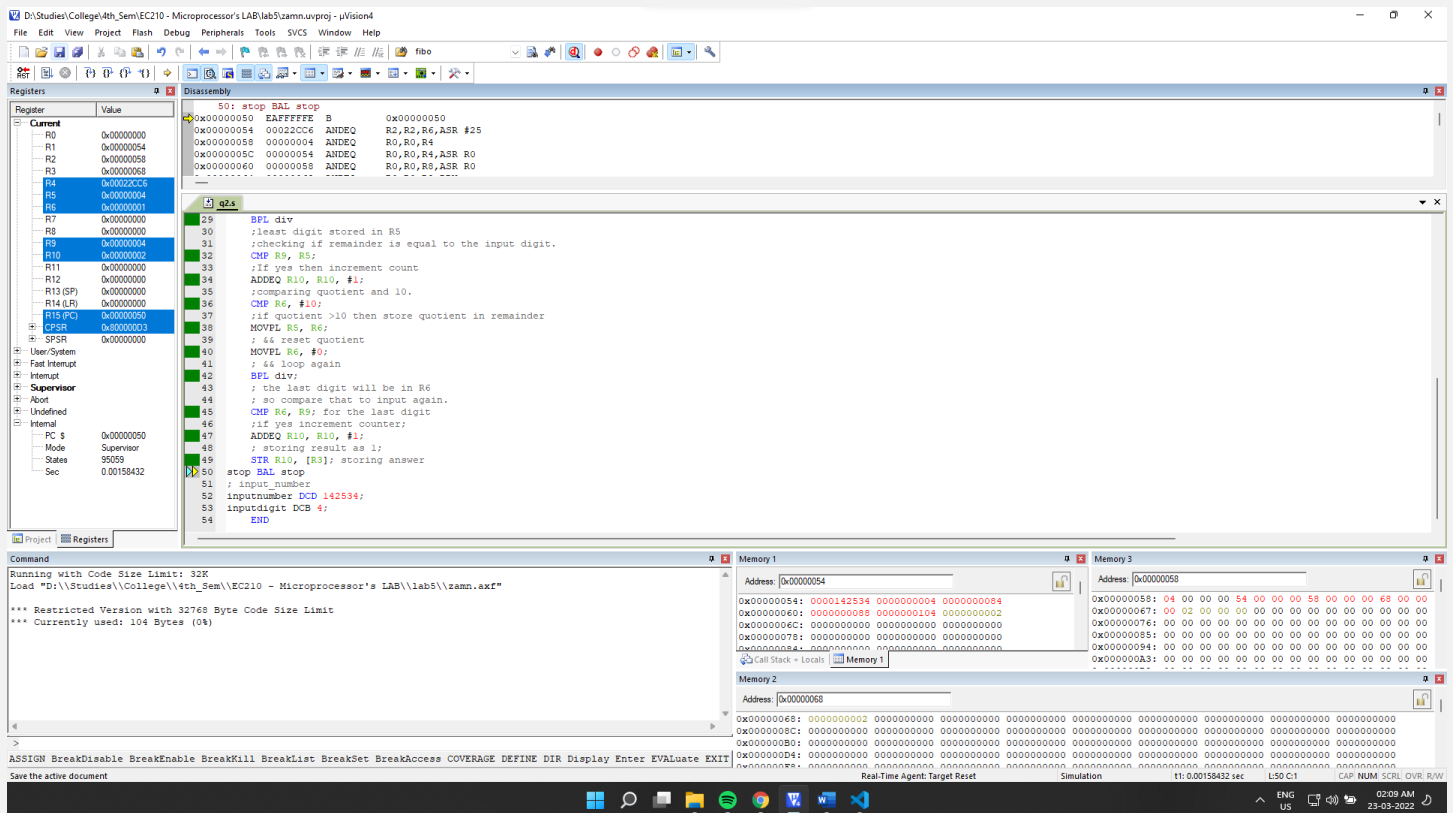 D:\Studies\College\4th_Sem\EC210 - Microprocessor's LAB\lab5\zamn.uvproj - µVision4
File Edit View Project Flash Debug Peripherals Tools SVCS Window Help
fibo
Registers
Register Value
Current
R0 0x00000000
R1 0x00000054
R2 0x00000058
R3 0x00000068
R4 0x00022CC6
R5 0x00000004
R6 0x00000001
R7 0x00000000
R8 0x00000000
R9 0x00000004
R10 0x00000002
R11 0x00000000
R12 0x00000000
R13 (SP) 0x00000000
R14 (LR) 0x00000000
R15 (PC) 0x00000050
CPSR 0x800000D3
SPSR 0x00000000
User/System
Fast Interrupt
Interrupt
Supervisor
Abort
Undefined
Internal
PC $ 0x00000050
Mode Supervisor
States 95059
Sec 0.00158432
Project Registers
Disassembly
50: stop BAL stop
0x00000050 EAFFFFFE B 0x00000050
0x00000054 00022CC6 ANDEQ R2,R2,R6,ASR #25
0x00000058 00000004 ANDEQ R0,R0,R4
0x0000005C 00000054 ANDEQ R0,R0,R4,ASR R0
0x00000060 00000058 ANDEQ R0,R0,R8,ASR R0
q2.s
29 BPL div
30 ;least digit stored in R5
31 ;checking if remainder is equal to the input digit.
32 CMP R9, R5;
33 ;If yes then increment count
34 ADDEQ R10, R10, #1;
35 ;comparing quotient and 10.
36 CMP R6, #10;
37 ;if quotient >10 then store quotient in remainder
38 MOVPL R5, R6;
39 ; && reset quotient
40 MOVPL R6, #0;
41 ; && loop again
42 BPL div;
43 ; the last digit will be in R6
44 ; so compare that to input again.
45 CMP R6, R9; for the last digit
46 ;if yes increment counter;
47 ADDEQ R10, R10, #1;
48 ; storing result as 1;
49 STR R10, [R3]; storing answer
50 stop BAL stop
51 ; input_number
52 inputnumber DCD 142534;
53 inputdigit DCB 4;
54 END
Command
Running with Code Size Limit: 32K
Load "D:\\Studies\\College\\4th_Sem\\EC210 - Microprocessor's LAB\\lab5\\zamn.axf"
*** Restricted Version with 32768 Byte Code Size Limit
*** Currently used: 104 Bytes (0%)
>
ASSIGN BreakDisable BreakEnable BreakKill BreakList BreakSet BreakAccess COVERAGE DEFINE DIR Display Enter EVALuate EXIT
Memory 1
Address: 0x00000054
0x00000054: 0000142534 0000000004 0000000084
0x00000060: 0000000088 0000000104 0000000002
0x0000006C: 0000000000 0000000000 0000000000
0x00000078: 0000000000 0000000000 0000000000
0x00000084: 0000000000 0000000000 0000000000
Call Stack + Locals Memory 1
Memory 3
Address: 0x00000058
0x00000058: 04 00 00 00 54 00 00 00 58 00 00 00 68 00 00
0x00000067: 00 02 00 00 00 00 00 00 00 00 00 00 00 00 00
0x00000076: 00 00 00 00 00 00 00 00 00 00 00 00 00 00 00
0x00000085: 00 00 00 00 00 00 00 00 00 00 00 00 00 00 00
0x00000094: 00 00 00 00 00 00 00 00 00 00 00 00 00 00 00
0x000000A3: 00 00 00 00 00 00 00 00 00 00 00 00 00 00 00
Memory 2
Address: 0x00000068
0x00000068: 0000000002 0000000000 0000000000 0000000000 0000000000 0000000000 0000000000 0000000000 0000000000
0x0000008C: 0000000000 0000000000 0000000000 0000000000 0000000000 0000000000 0000000000 0000000000 0000000000
0x000000B0: 0000000000 0000000000 0000000000 0000000000 0000000000 0000000000 0000000000 0000000000 0000000000
0x000000D4: 0000000000 0000000000 0000000000 0000000000 0000000000 0000000000 0000000000 0000000000 0000000000
Save the active document Real-Time Agent: Target Reset Simulation t1: 0.00158432 sec L:50 C:1 CAP NUM SCRL OVR R/W
ENG
US
02:09 AM
23-03-2022